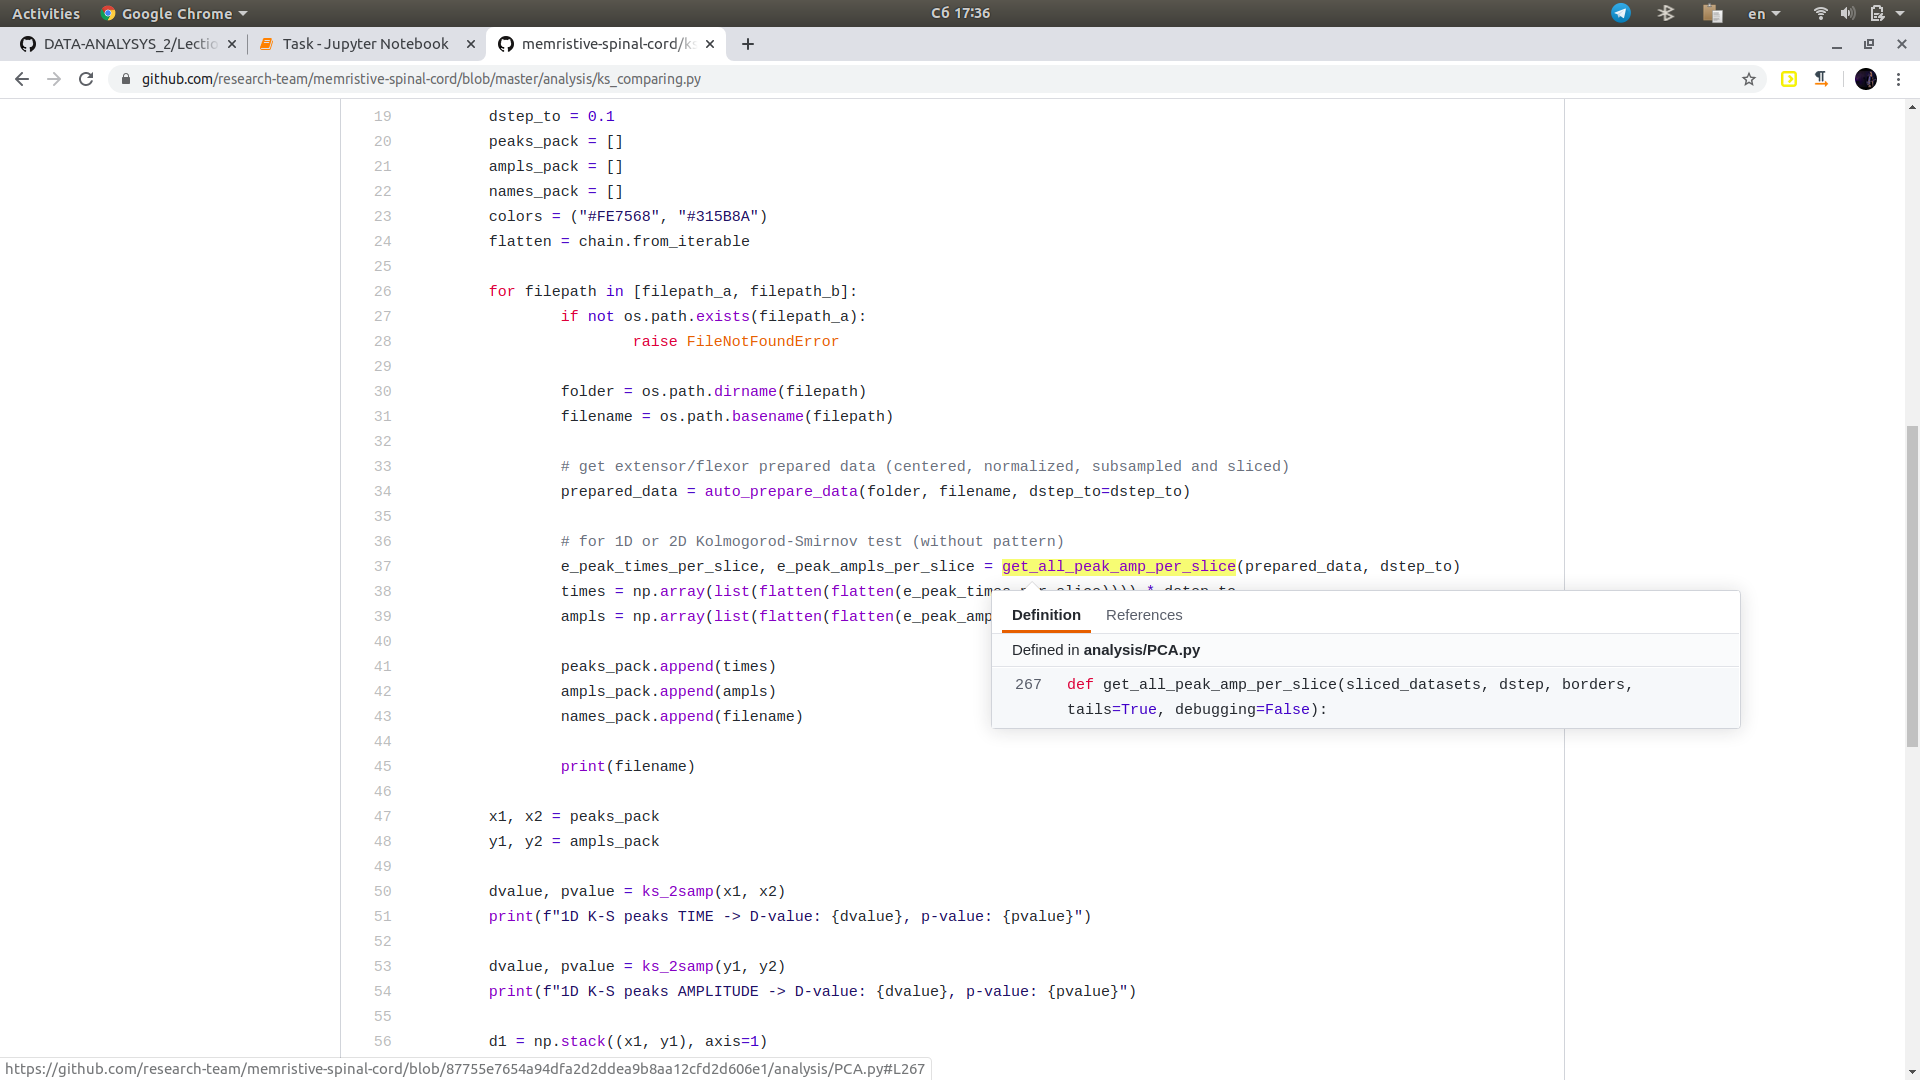 Activities Google Chrome Сб 17:36 en
DATA-ANALYSYS_2/Lectio Task - Jupyter Notebook memristive-spinal-cord/ks
github.com/research-team/memristive-spinal-cord/blob/master/analysis/ks_comparing.py
19 dstep_to = 0.1
20 peaks_pack = []
21 ampls_pack = []
22 names_pack = []
23 colors = ("#FE7568", "#315B8A")
24 flatten = chain.from_iterable
25
26 for filepath in [filepath_a, filepath_b]:
27 if not os.path.exists(filepath_a):
28 raise FileNotFoundError
29
30 folder = os.path.dirname(filepath)
31 filename = os.path.basename(filepath)
32
33 # get extensor/flexor prepared data (centered, normalized, subsampled and sliced)
34 prepared_data = auto_prepare_data(folder, filename, dstep_to=dstep_to)
35
36 # for 1D or 2D Kolmogorod-Smirnov test (without pattern)
37 e_peak_times_per_slice, e_peak_ampls_per_slice = get_all_peak_amp_per_slice(prepared_data, dstep_to)
38 times = np.array(list(flatten(flatten(e_peak_times_per_slice)))) * dstep_to
39 ampls = np.array(list(flatten(flatten(e_peak_amp
Definition References
Defined in analysis/PCA.py
267 def get_all_peak_amp_per_slice(sliced_datasets, dstep, borders,
tails=True, debugging=False):
40
41 peaks_pack.append(times)
42 ampls_pack.append(ampls)
43 names_pack.append(filename)
44
45 print(filename)
46
47 x1, x2 = peaks_pack
48 y1, y2 = ampls_pack
49
50 dvalue, pvalue = ks_2samp(x1, x2)
51 print(f"1D K-S peaks TIME -> D-value: {dvalue}, p-value: {pvalue}")
52
53 dvalue, pvalue = ks_2samp(y1, y2)
54 print(f"1D K-S peaks AMPLITUDE -> D-value: {dvalue}, p-value: {pvalue}")
55
56 d1 = np.stack((x1, y1), axis=1)
https://github.com/research-team/memristive-spinal-cord/blob/87755e7654a94dfa2d2ddea9b8aa12cfd2d606e1/analysis/PCA.py#L267